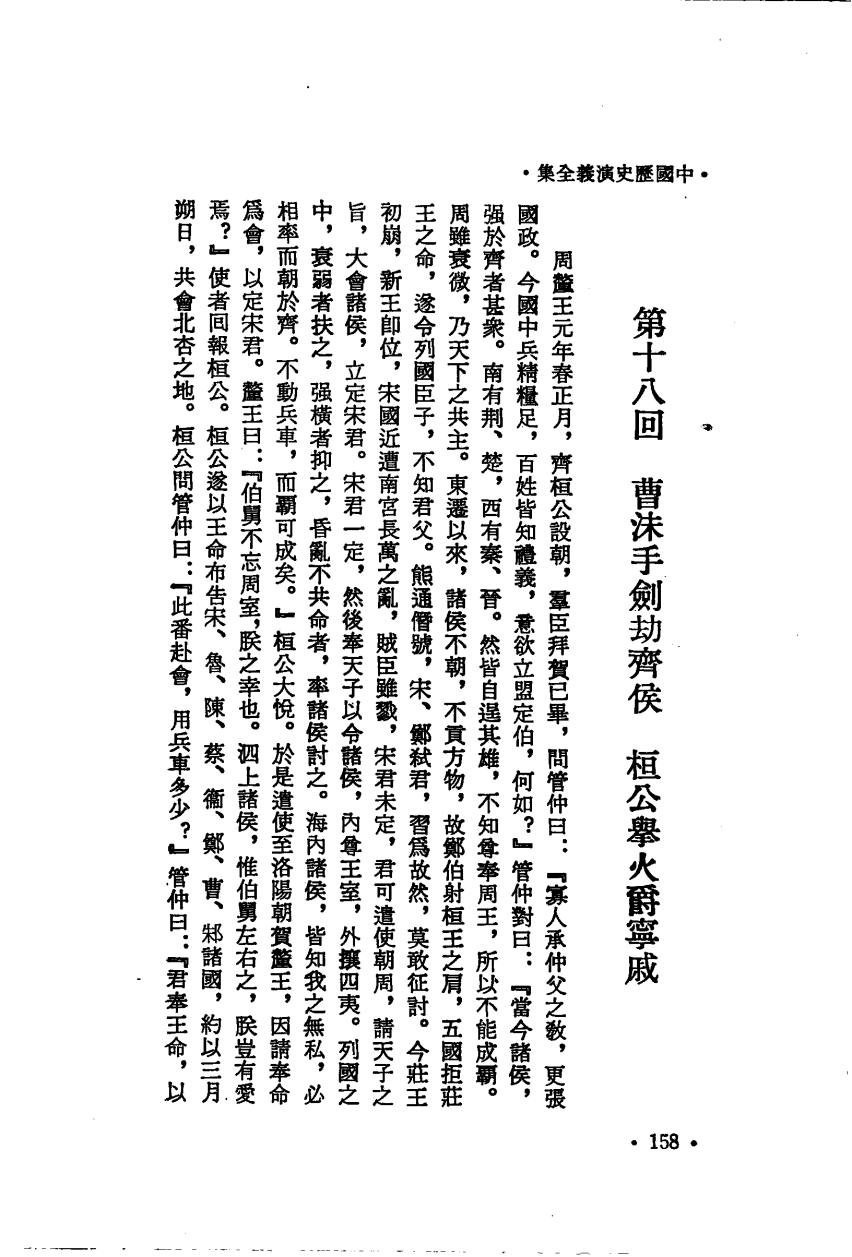 ·中國歷史演義全集·
第十八回　曹沬手劍劫齊侯　桓公舉火爵寧戚
周釐王元年春正月，齊桓公設朝，羣臣拜賀已畢，問管仲曰：『寡人承仲父之敎，更張
國政。今國中兵精糧足，百姓皆知禮義，意欲立盟定伯，何如？』管仲對曰：『當今諸侯，
强於齊者甚衆。南有荆、楚，西有秦、晉。然皆自逞其雄，不知尊奉周王，所以不能成霸。
周雖衰微，乃天下之共主。東遷以來，諸侯不朝，不貢方物，故鄭伯射桓王之肩，五國拒莊
王之命，遂令列國臣子，不知君父。熊通僭號，宋、鄭弒君，習爲故然，莫敢征討。今莊王
初崩，新王卽位，宋國近遭南宮長萬之亂，賊臣雖戮，宋君未定，君可遣使朝周，請天子之
旨，大會諸侯，立定宋君。宋君一定，然後奉天子以令諸侯，內尊王室，外攘四夷。列國之
中，衰弱者扶之，强橫者抑之，昏亂不共命者，率諸侯討之。海內諸侯，皆知我之無私，必
相率而朝於齊。不動兵車，而霸可成矣。』桓公大悅。於是遣使至洛陽朝賀釐王，因請奉命
爲會，以定宋君。釐王曰：『伯舅不忘周室，朕之幸也。泗上諸侯，惟伯舅左右之，朕豈有愛
焉？』使者囘報桓公。桓公遂以王命布告宋、魯、陳、蔡、衞、鄭、曹、邾諸國，約以三月
朔日，共會北杏之地。桓公問管仲曰：『此番赴會，用兵車多少？』管仲曰：『君奉王命，以
·158·